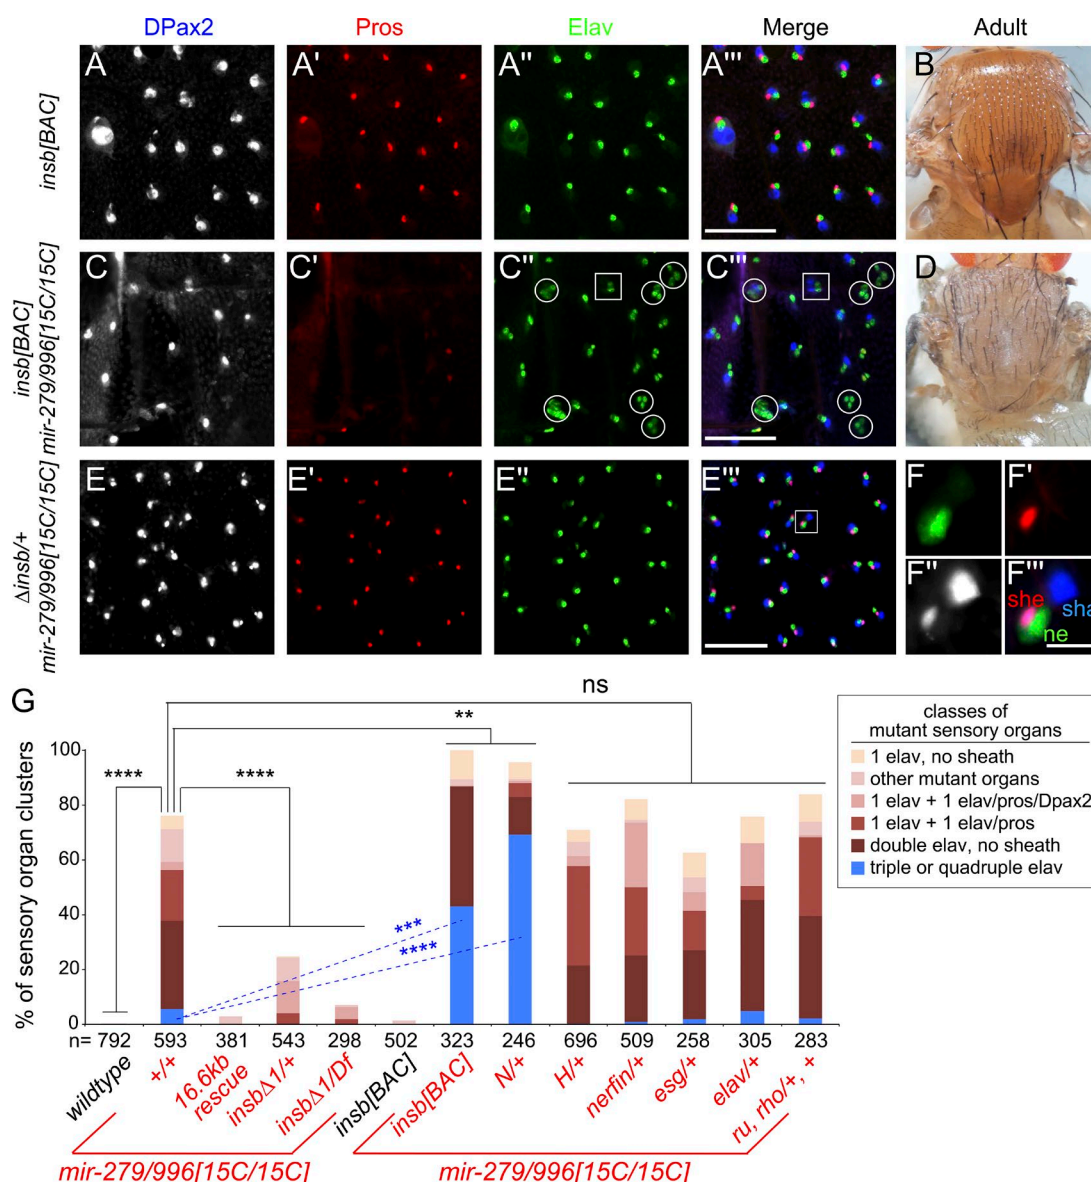 DPax2 Pros Elav Merge Adult
insb[BAC]
A A' A" A''' B
insb[BAC]
mir-279/996[15C/15C]
C C' C" C''' D
Δinsb/+
mir-279/996[15C/15C]
E E' E" E''' F F'
F" F'''
she sha
ne
G
ns
**
**** ****
***
****
classes of
mutant sensory organs
1 elav, no sheath
other mutant organs
1 elav + 1 elav/pros/Dpax2
1 elav + 1 elav/pros
double elav, no sheath
triple or quadruple elav
% of sensory organ clusters
100
80
60
40
20
0
n= 792 593 381 543 298 502 323 246 696 509 258 305 283
wildtype
+/+
16.6kb
rescue
insbΔ1/+
insbΔ1/Df
insb[BAC]
insb[BAC]
N/+
H/+
nerfin/+
esg/+
elav/+
ru, rho/+, +
mir-279/996[15C/15C] mir-279/996[15C/15C]